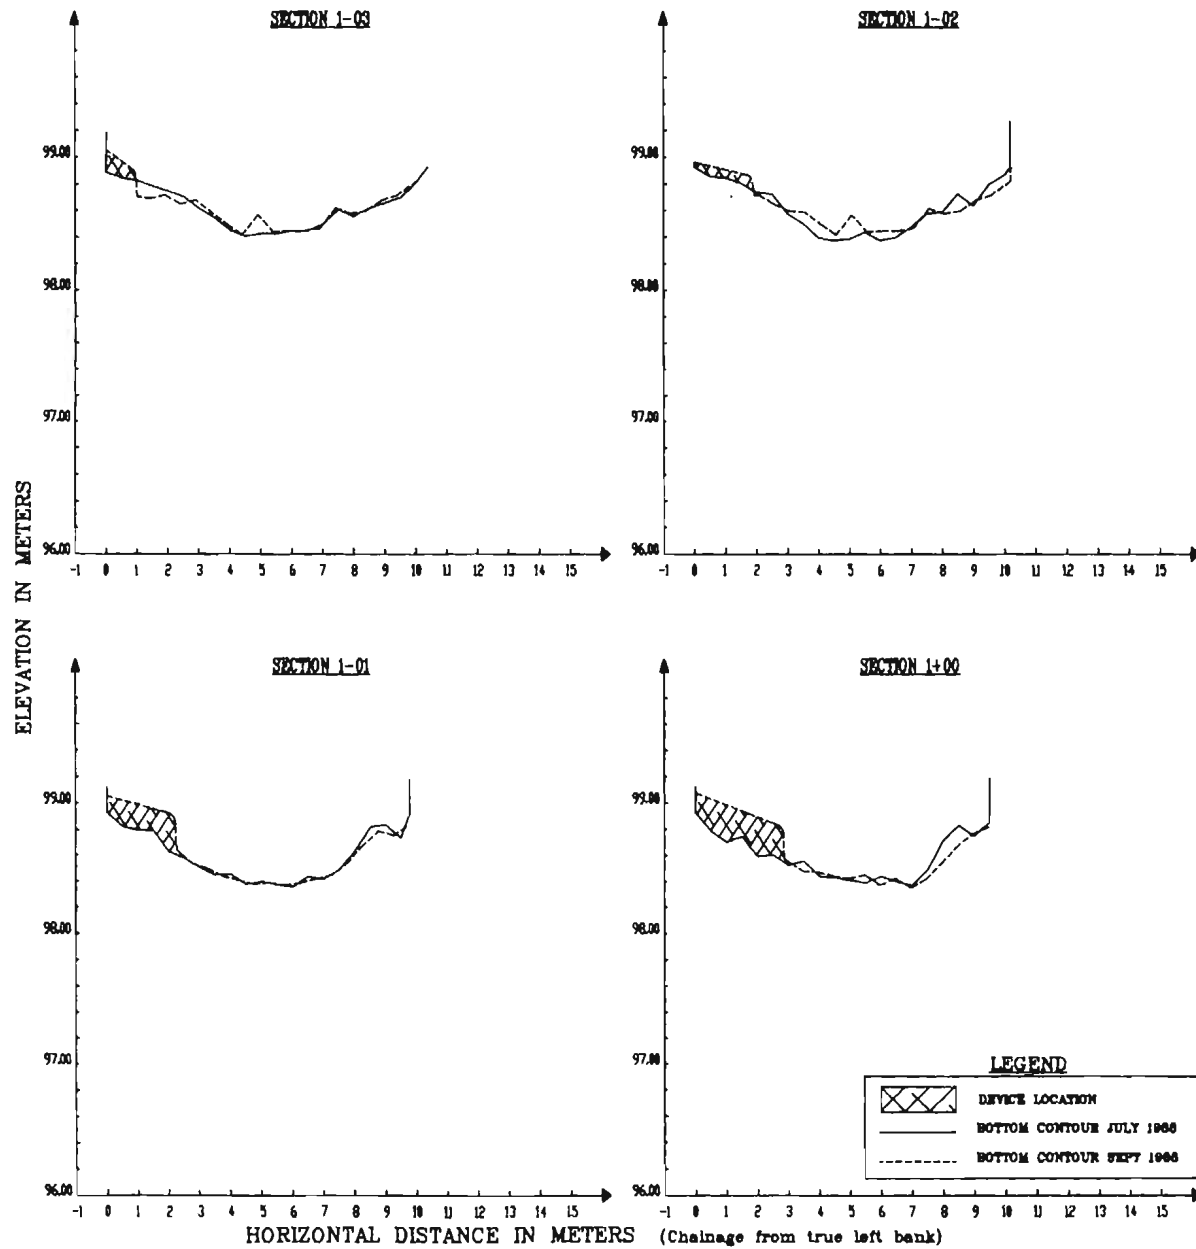 SECTION 1-03
99.00
98.00
97.00
96.00
-1 0 1 2 3 4 5 6 7 8 9 10 11 12 13 14 15
SECTION 1-02
99.00
98.00
97.00
96.00
-1 0 1 2 3 4 5 6 7 8 9 10 11 12 13 14 15
ELEVATION IN METERS
SECTION 1-01
99.00
98.00
97.00
96.00
-1 0 1 2 3 4 5 6 7 8 9 10 11 12 13 14 15
SECTION 1+00
99.00
98.00
97.00
96.00
-1 0 1 2 3 4 5 6 7 8 9 10 11 12 13 14 15
LEGEND
DEVICE LOCATION
BOTTOM CONTOUR JULY
BOTTOM CONTOUR SEPT
HORIZONTAL DISTANCE IN METERS (Chainage from true left bank)